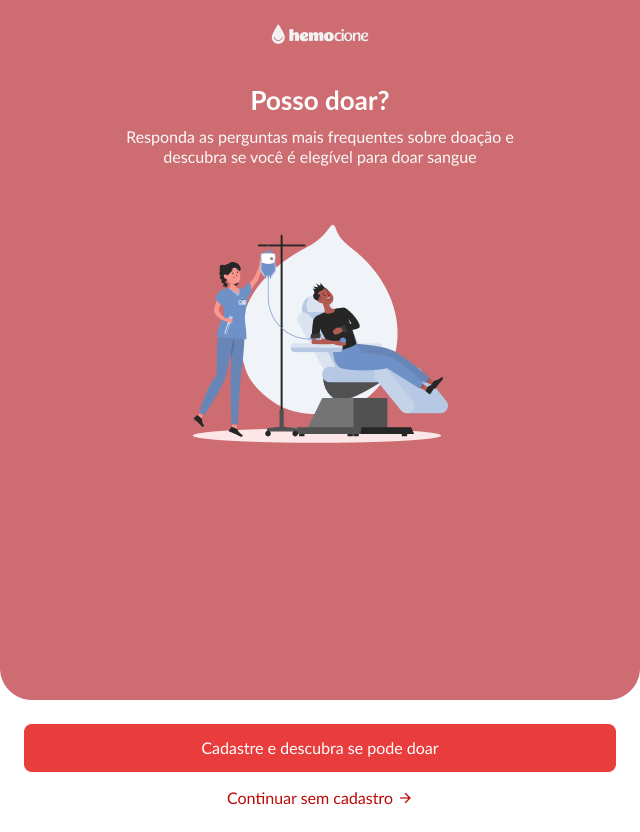 hemocione
Posso doar?
Responda as perguntas mais frequentes sobre doação e
descubra se você é elegível para doar sangue
Cadastre e descubra se pode doar
Continuar sem cadastro →